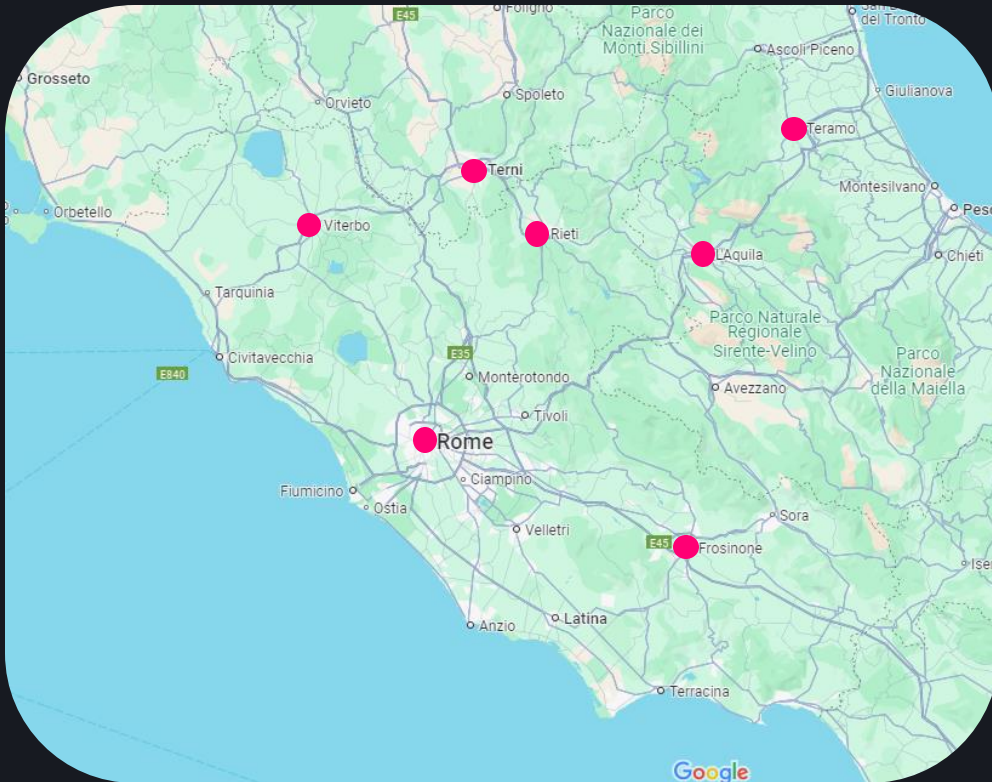 E45
Foligno
Parco
Nazionale dei
Monti Sibillini
del Tronto
Ascoli Piceno
Grosseto
Spoleto
Orvieto
Giulianova
Teramo
Terni
Montesilvano
Orbetello
Viterbo
Rieti
L'Aquila
Chieti
Tarquinia
Parco Naturale
Regionale
Sirente-Velino
E35
Civitavecchia
E840
Monterotondo
Parco
Nazionale
della Maiella
Avezzano
Tivoli
Rome
Ciampino
Fiumicino
Ostia
Velletri
Sora
E45
Frosinone
Latina
Anzio
Terracina
Google